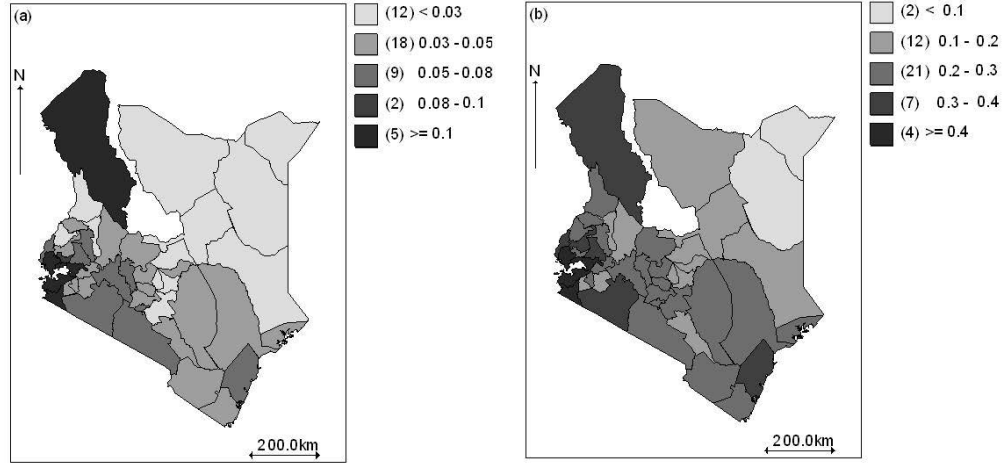 (a)
(12) < 0.03
(18) 0.03 - 0.05
(9) 0.05 - 0.08
(2) 0.08 - 0.1
(5) >= 0.1
N
200.0km
(b)
(2) < 0.1
(12) 0.1 - 0.2
(21) 0.2 - 0.3
(7) 0.3 - 0.4
(4) >= 0.4
N
200.0km